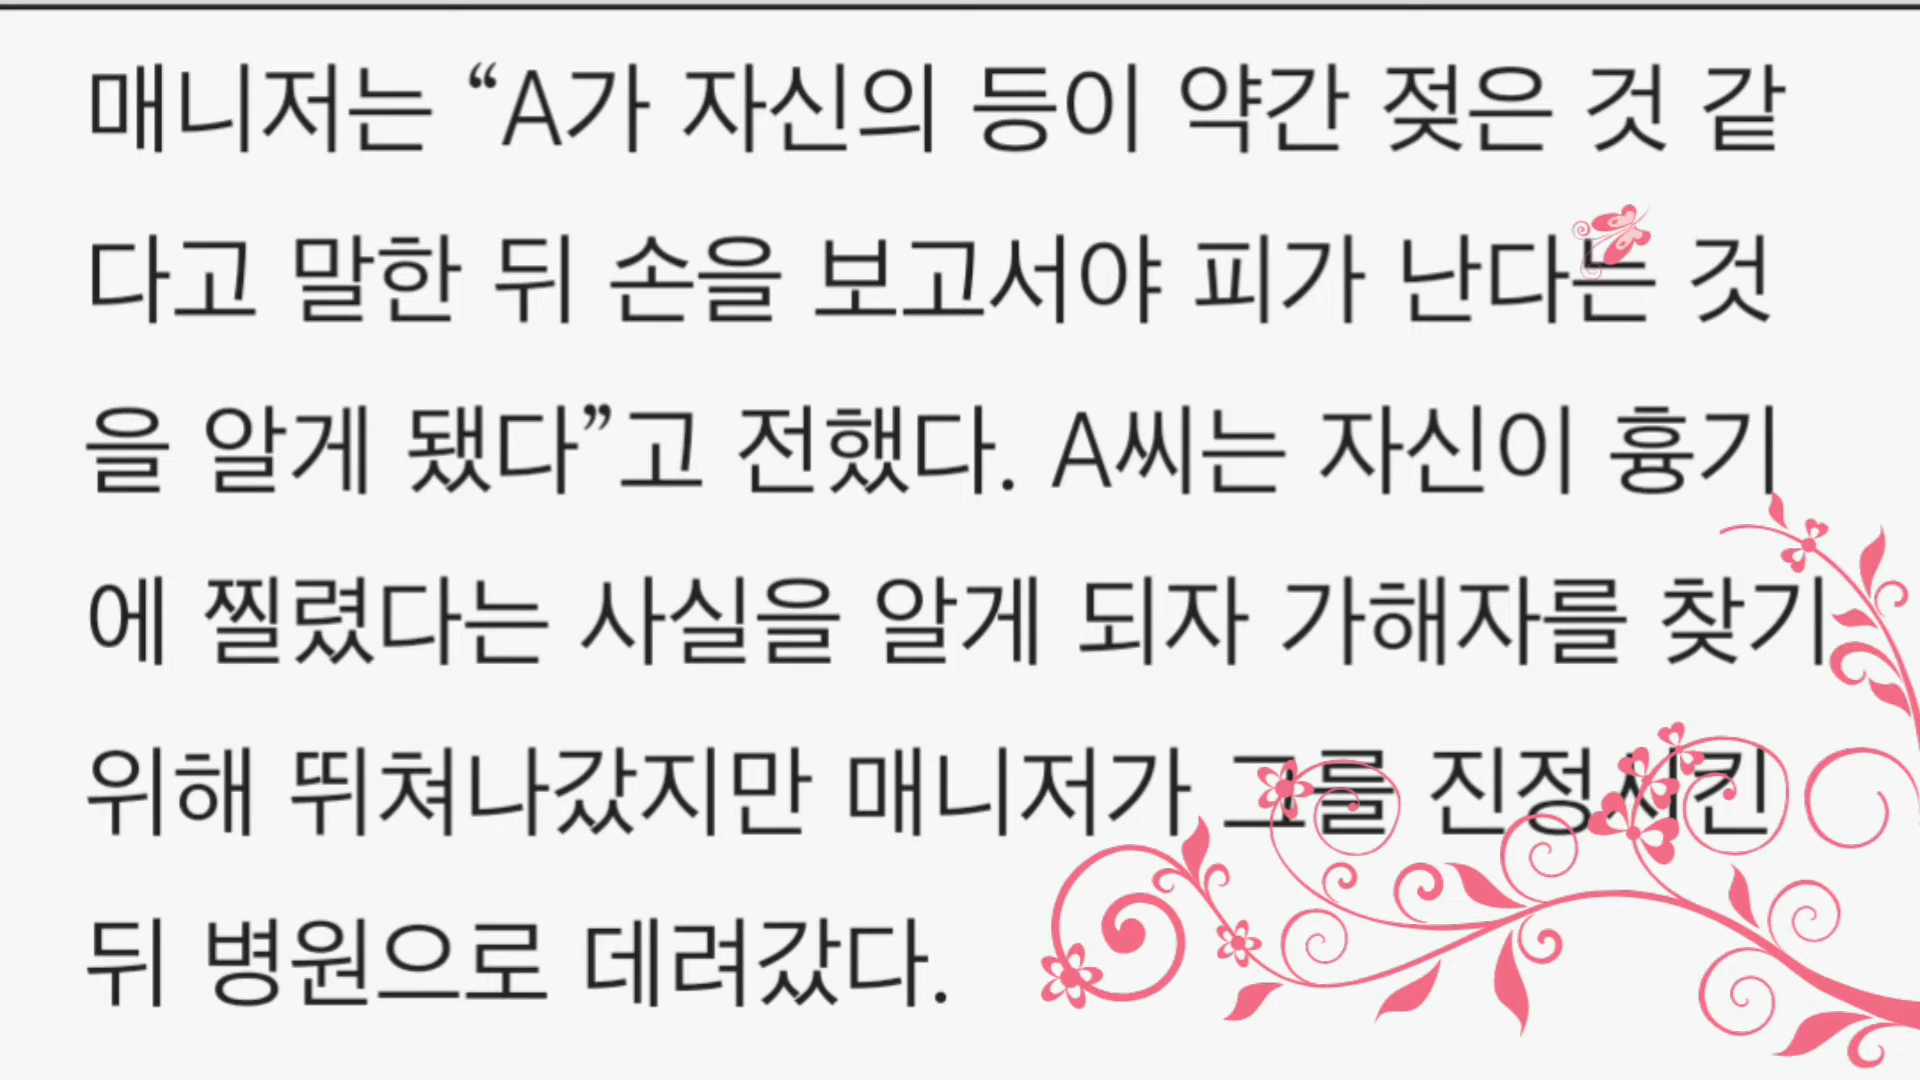 매니저는 “A가 자신의 등이 약간 젖은 것 같
다고 말한 뒤 손을 보고서야 피가 난다는 것
을 알게 됐다”고 전했다. A씨는 자신이 흉기
에 찔렸다는 사실을 알게 되자 가해자를 찾기
위해 뛰쳐나갔지만 매니저가 그를 진정시킨
뒤 병원으로 데려갔다.